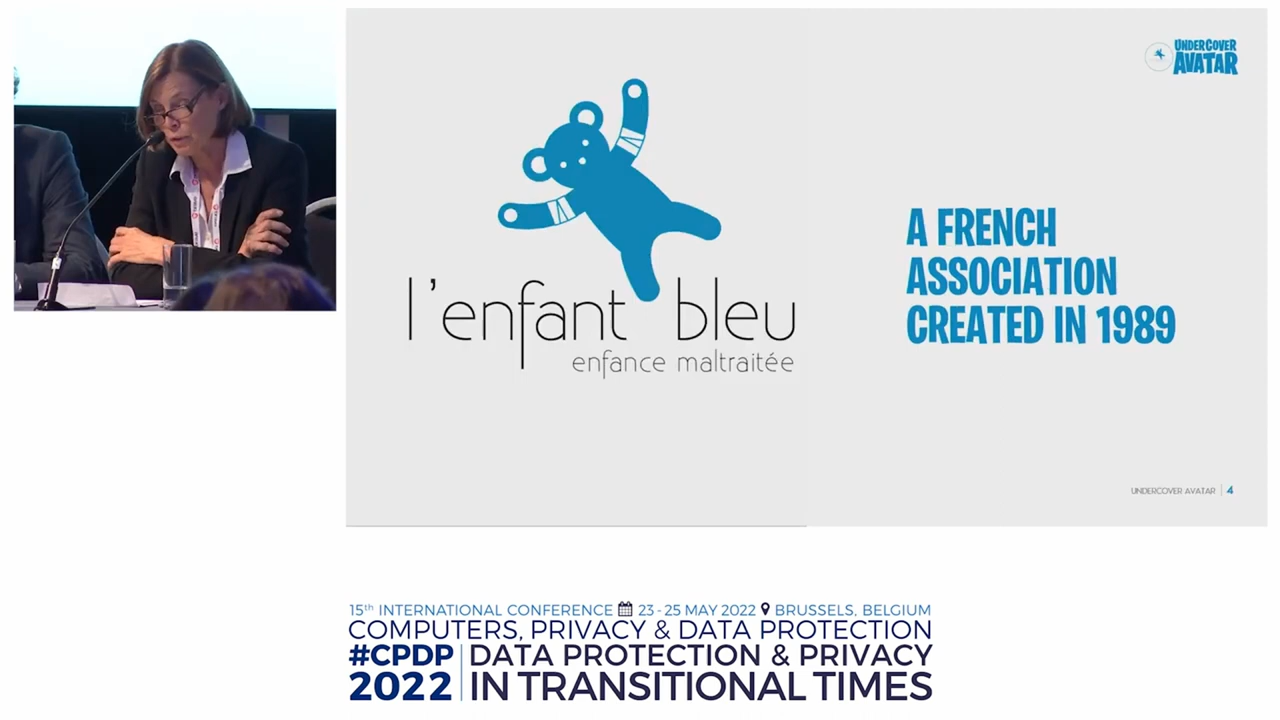 UNDERCOVER
AVATAR
l'enfant bleu
enfance maltraitée
A FRENCH
ASSOCIATION
CREATED IN 1989
UNDERCOVER AVATAR | 4
15th INTERNATIONAL CONFERENCE 23 - 25 MAY 2022 BRUSSELS, BELGIUM
COMPUTERS, PRIVACY & DATA PROTECTION
#CPDP DATA PROTECTION & PRIVACY
2022 IN TRANSITIONAL TIMES